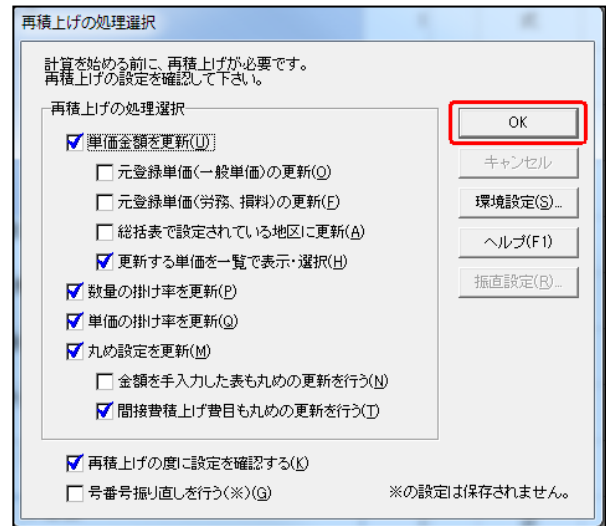 再積上げの処理選択
計算を始める前に、再積上げが必要です。
再積上げの設定を確認して下さい。
再積上げの処理選択
単価金額を更新(U)
元登録単価(一般単価)の更新(O)
元登録単価(労務、損料)の更新(F)
総括表で設定されている地区に更新(A)
更新する単価を一覧で表示・選択(H)
数量の掛け率を更新(P)
単価の掛け率を更新(Q)
丸め設定を更新(M)
金額を手入力した表も丸めの更新を行う(N)
間接費積上げ費目も丸めの更新を行う(T)
再積上げの度に設定を確認する(K)
号番号振り直しを行う(※)(G)
※の設定は保存されません。
OK
キャンセル
環境設定(S)...
ヘルプ(F1)
振直設定(R)...